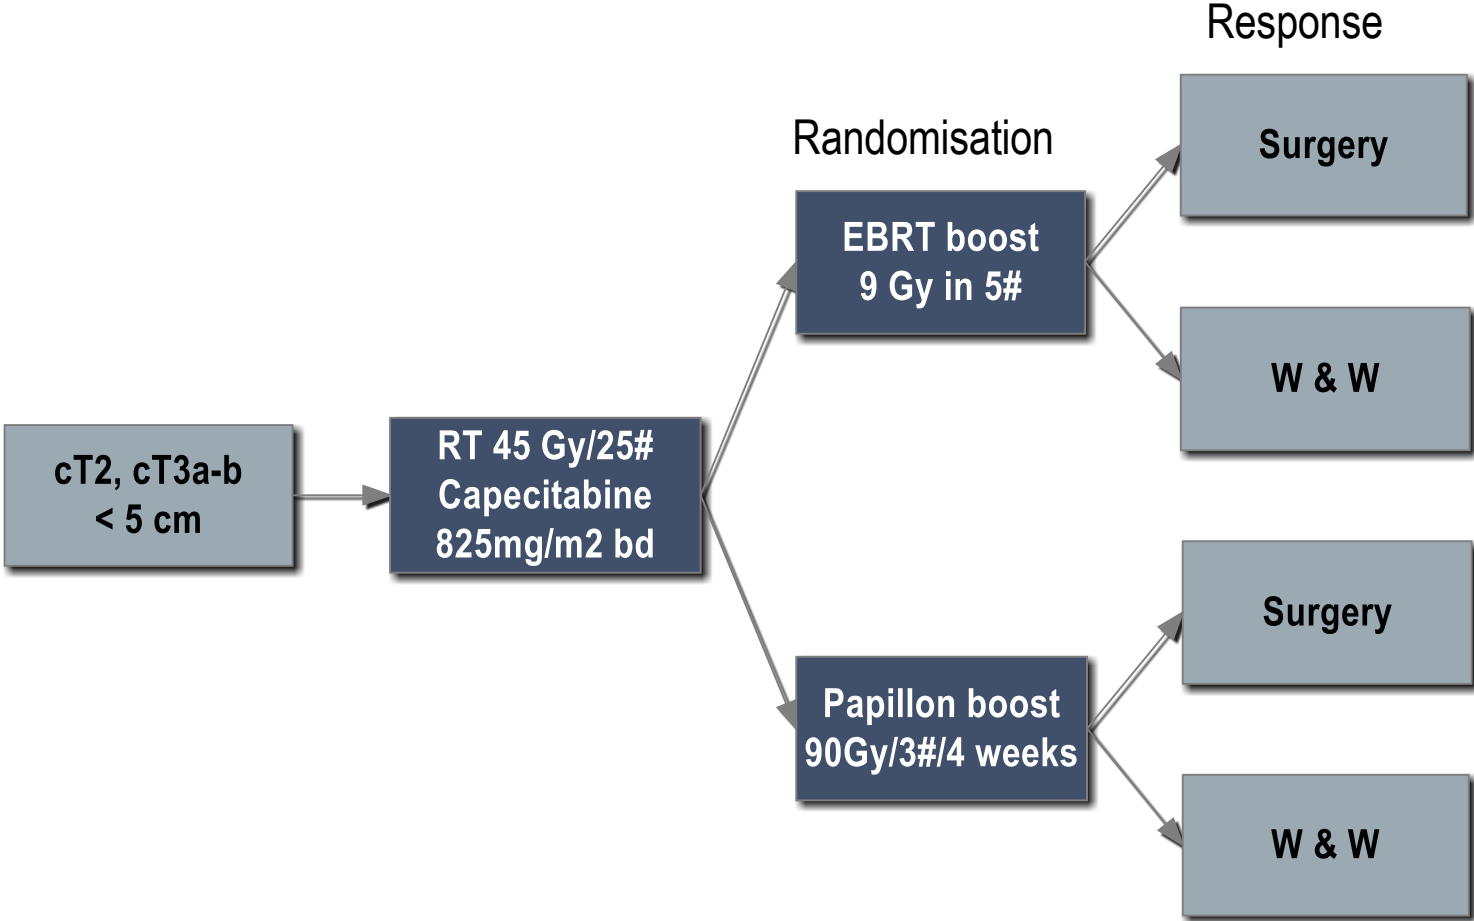 Response
Randomisation
Surgery
EBRT boost
9 Gy in 5#
W & W
cT2, cT3a-b
< 5 cm
RT 45 Gy/25#
Capecitabine
825mg/m2 bd
Surgery
Papillon boost
90Gy/3#/4 weeks
W & W